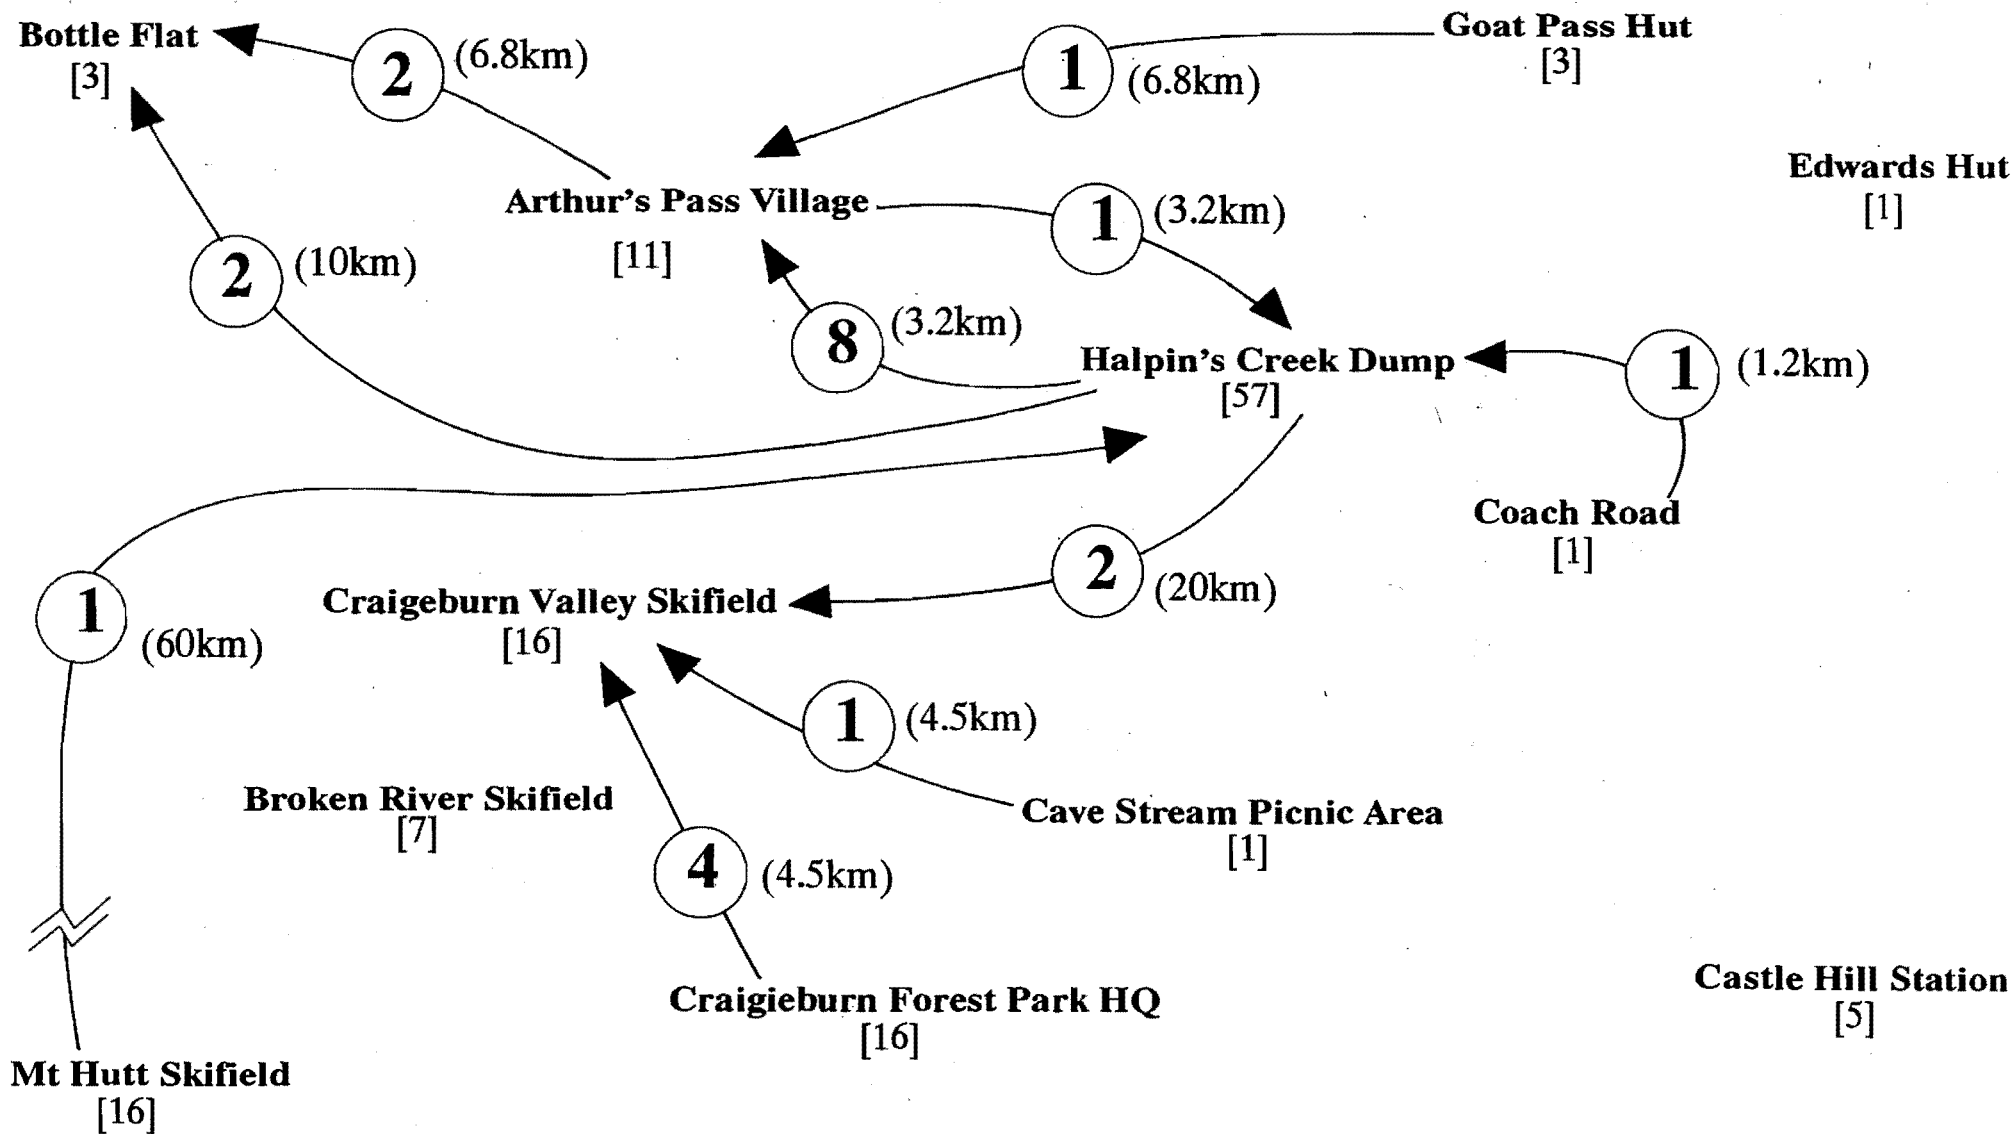 Bottle Flat
[3]
2
(6.8km)
1
(6.8km)
Goat Pass Hut
[3]
Edwards Hut
[1]
Arthur's Pass Village
[11]
1
(3.2km)
2
(10km)
8
(3.2km)
Halpin's Creek Dump
[57]
1
(1.2km)
Coach Road
[1]
1
(60km)
Craigeburn Valley Skifield
[16]
2
(20km)
1
(4.5km)
Broken River Skifield
[7]
Cave Stream Picnic Area
[1]
4
(4.5km)
Craigieburn Forest Park HQ
[16]
Castle Hill Station
[5]
Mt Hutt Skifield
[16]